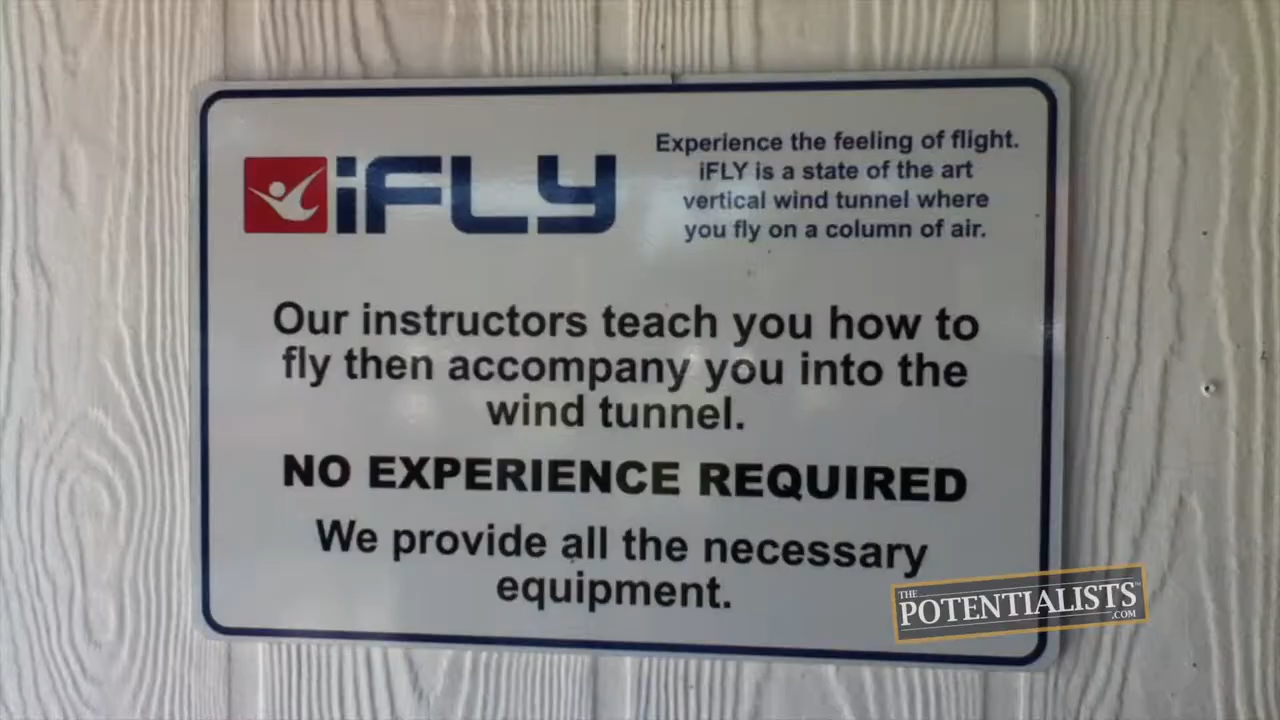 iFLY
Experience the feeling of flight.
iFLY is a state of the art
vertical wind tunnel where
you fly on a column of air.
Our instructors teach you how to
fly then accompany you into the
wind tunnel.
NO EXPERIENCE REQUIRED
We provide all the necessary
equipment.
THE
POTENTIALISTS™
.COM